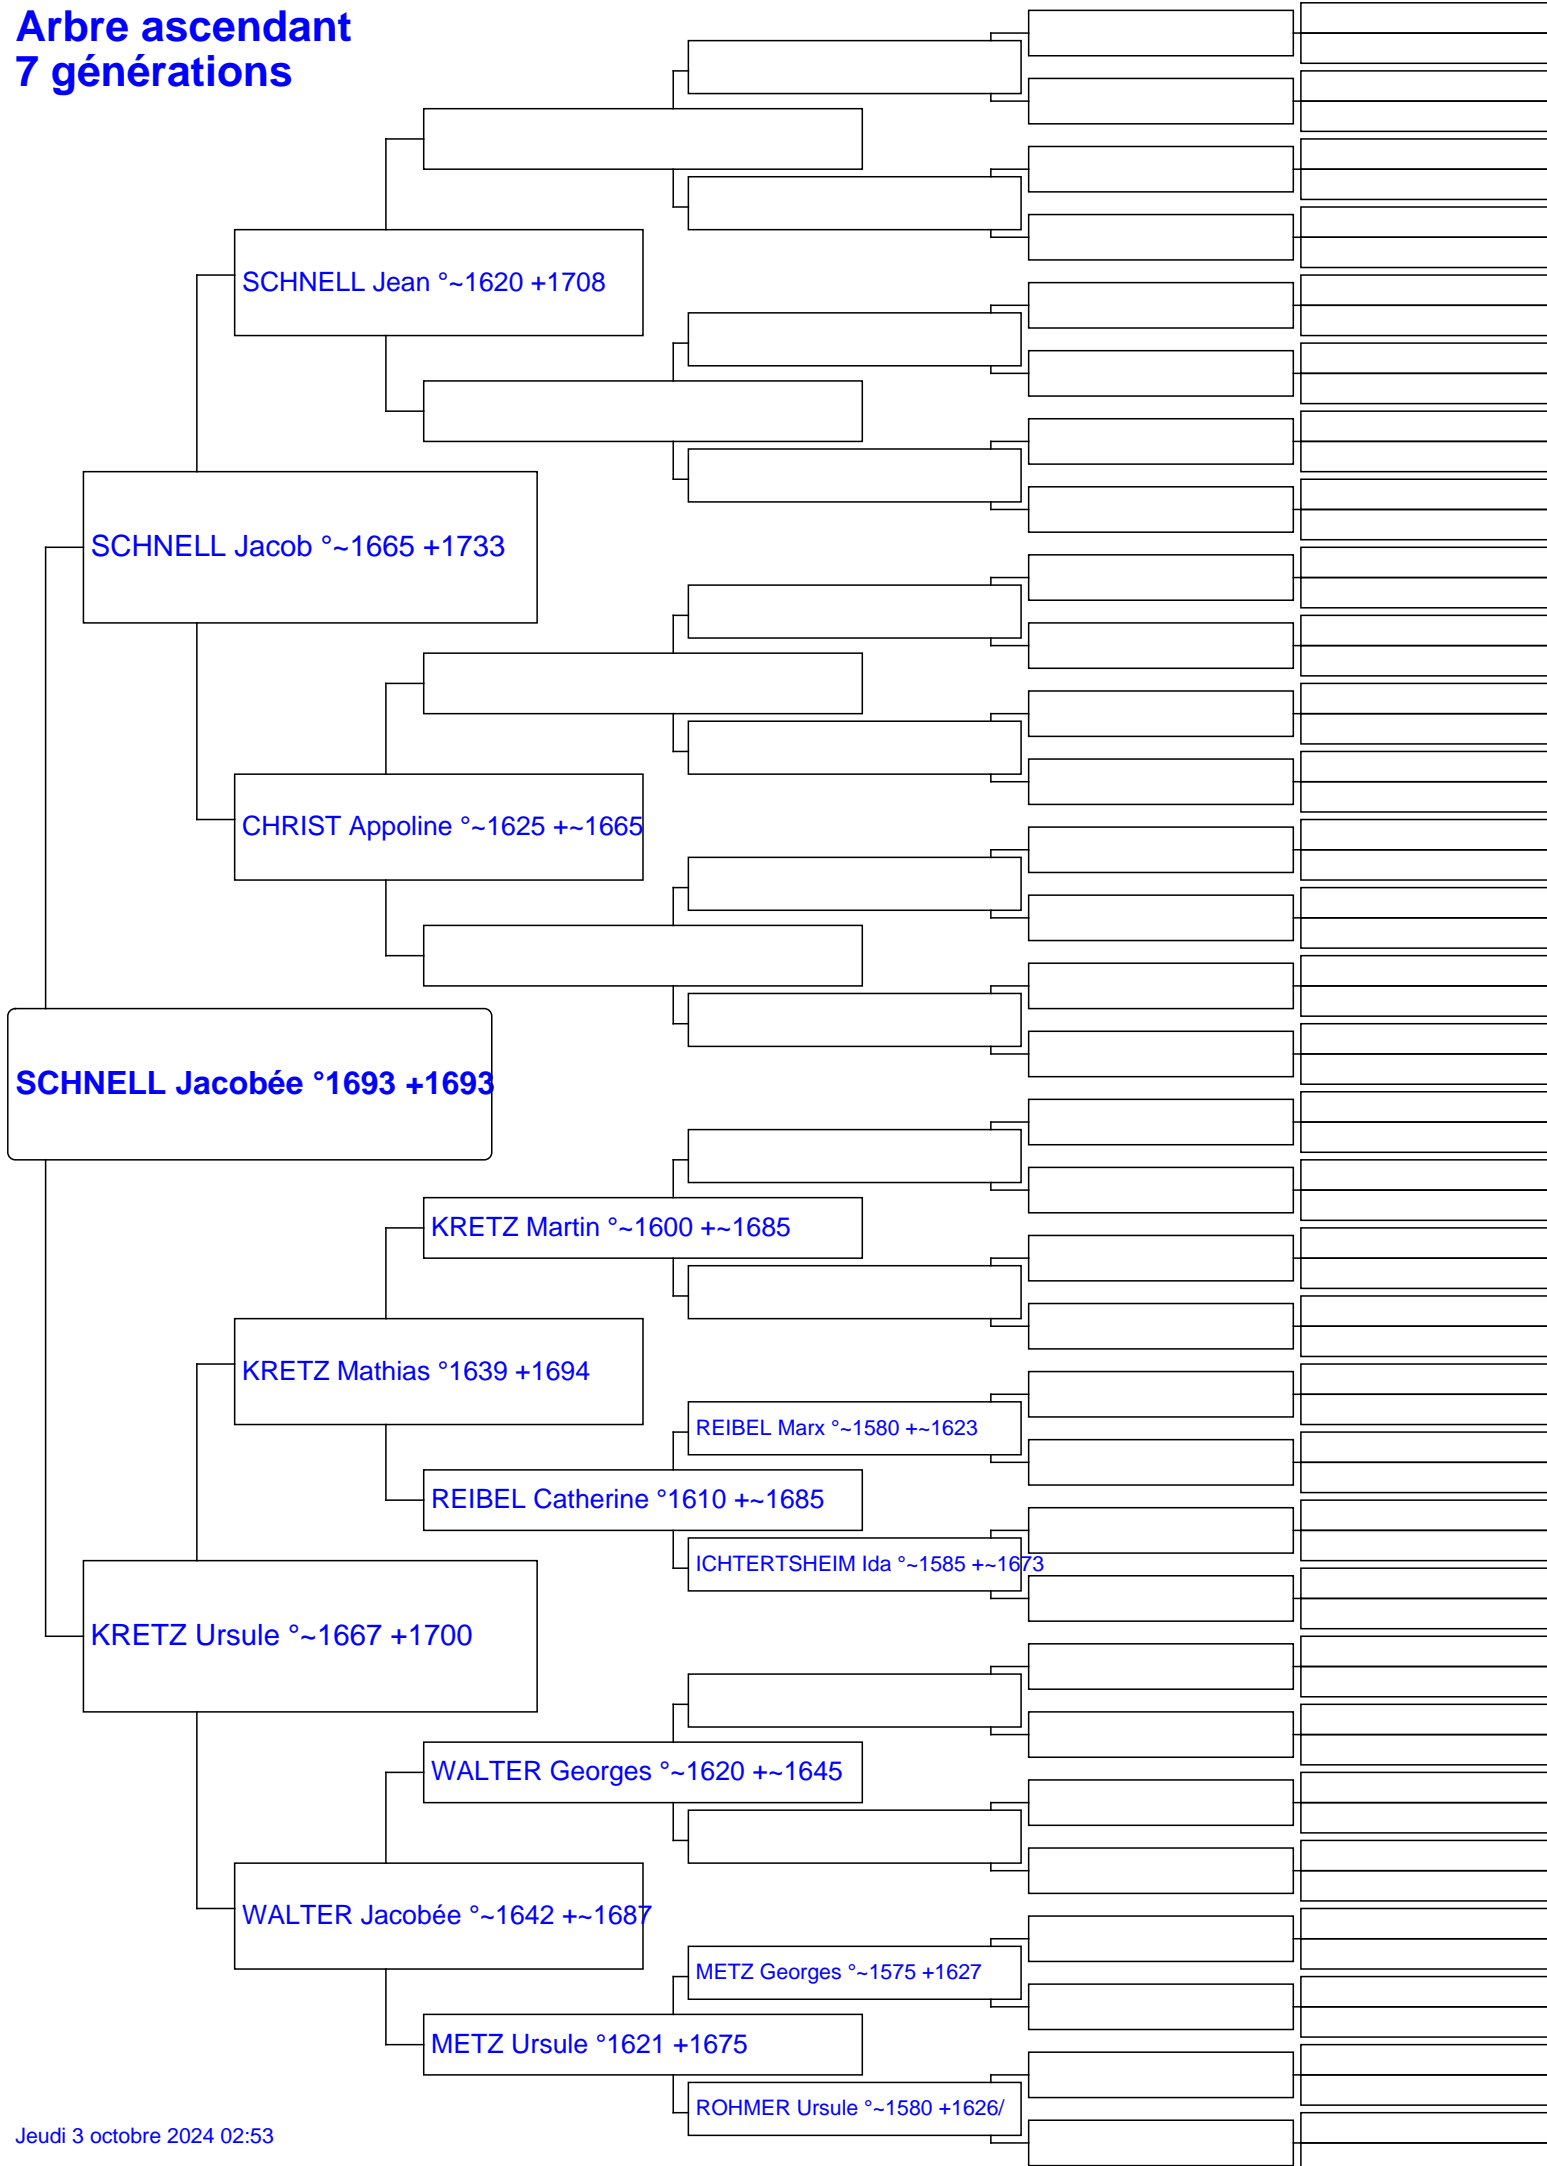 Arbre ascendant
7 générations
SCHNELL Jean °~1620 +1708
SCHNELL Jacob °~1665 +1733
CHRIST Appoline °~1625 +~1665
SCHNELL Jacobée °1693 +1693
KRETZ Martin °~1600 +~1685
KRETZ Mathias °1639 +1694
REIBEL Marx °~1580 +~1623
REIBEL Catherine °1610 +~1685
ICHTERTSHEIM Ida °~1585 +~1673
KRETZ Ursule °~1667 +1700
WALTER Georges °~1620 +~1645
WALTER Jacobée °~1642 +~1687
METZ Georges °~1575 +1627
METZ Ursule °1621 +1675
ROHMER Ursule °~1580 +1626/
Jeudi 3 octobre 2024 02:53